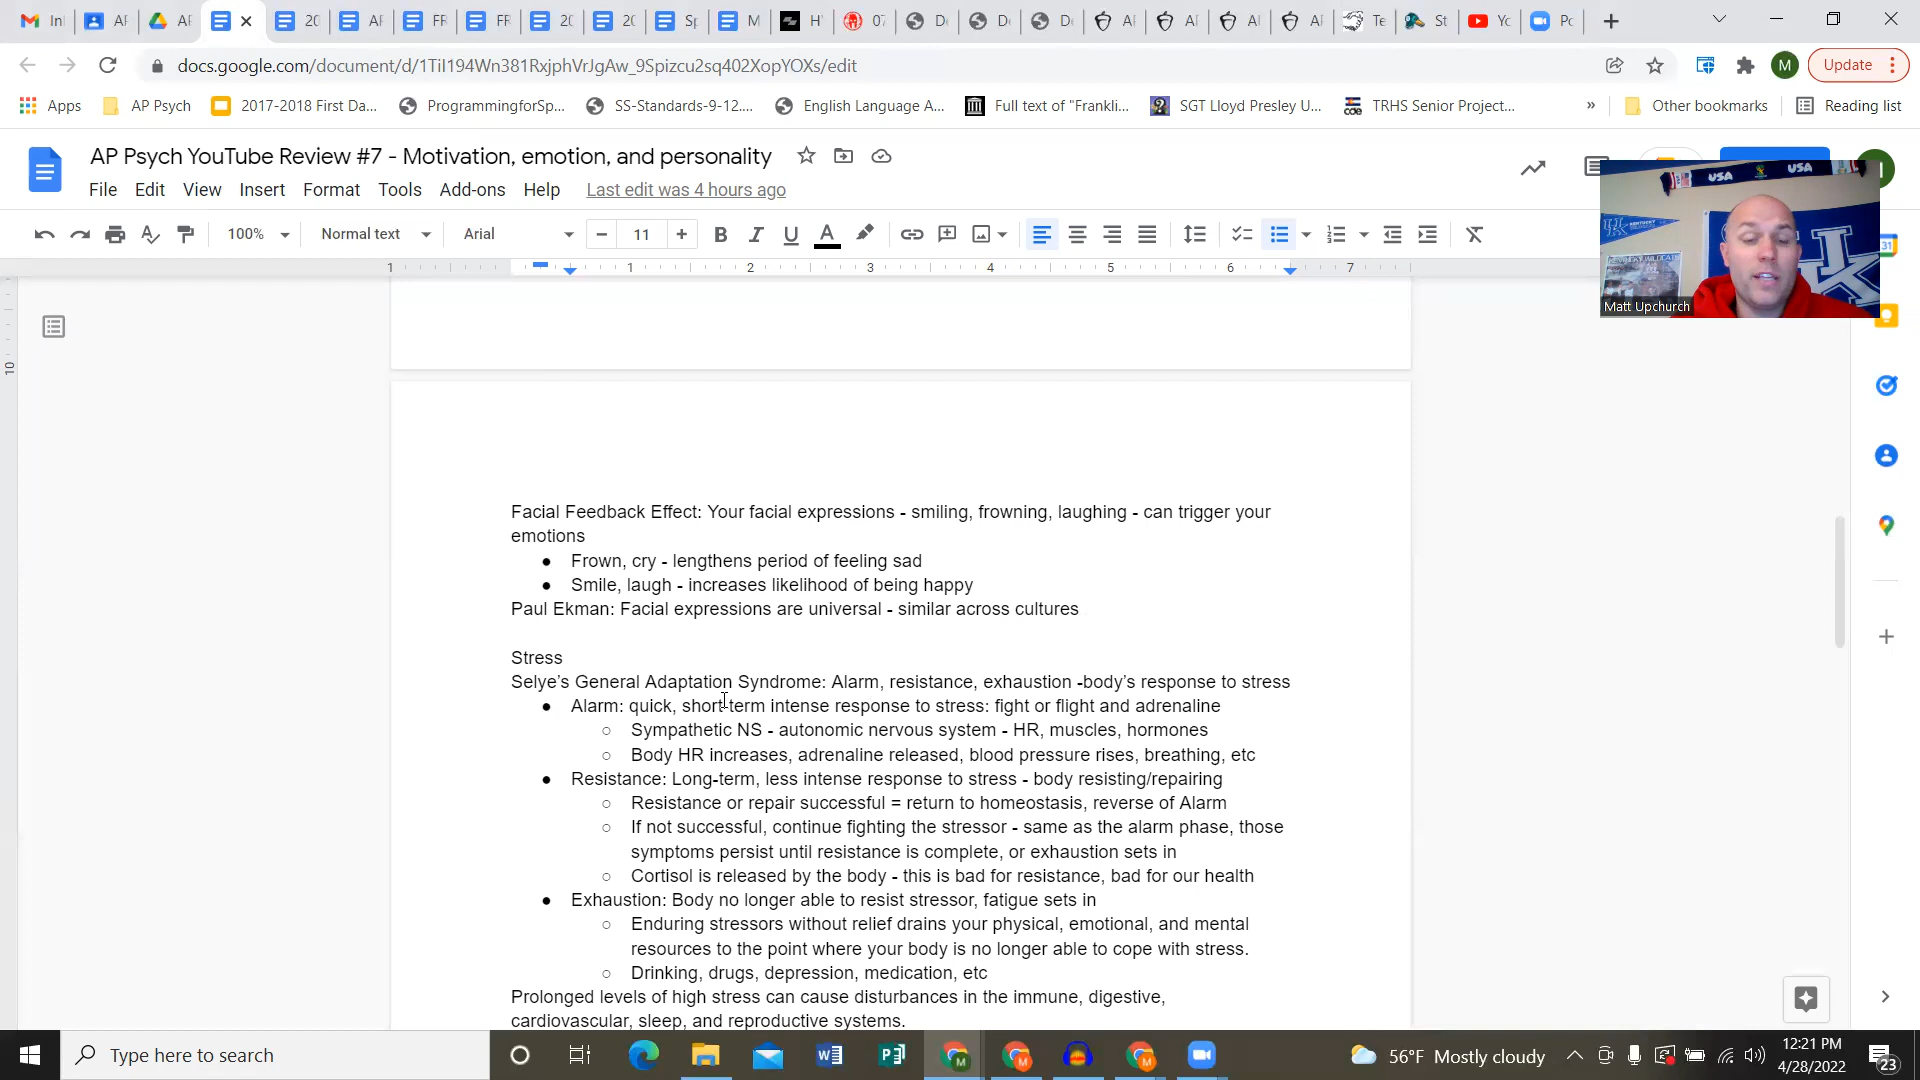 docs.google.com/document/d/1TiI194Wn381RxjphVrJgAw_9Spizcu2sq402XopYOXs/edit
Update
Apps
AP Psych
2017-2018 First Da...
ProgrammingforSp...
SS-Standards-9-12....
English Language A...
Full text of "Frankli...
SGT Lloyd Presley U...
TRHS Senior Project...
Other bookmarks
Reading list
AP Psych YouTube Review #7 - Motivation, emotion, and personality
File Edit View Insert Format Tools Add-ons Help Last edit was 4 hours ago
100% Normal text Arial 11
1 1 2 3 4 5 6 7
USA USA
Matt Upchurch
10
Facial Feedback Effect: Your facial expressions - smiling, frowning, laughing - can trigger your
emotions
● Frown, cry - lengthens period of feeling sad
● Smile, laugh - increases likelihood of being happy
Paul Ekman: Facial expressions are universal - similar across cultures
Stress
Selye's General Adaptation Syndrome: Alarm, resistance, exhaustion -body's response to stress
● Alarm: quick, short-term intense response to stress: fight or flight and adrenaline
○ Sympathetic NS - autonomic nervous system - HR, muscles, hormones
○ Body HR increases, adrenaline released, blood pressure rises, breathing, etc
● Resistance: Long-term, less intense response to stress - body resisting/repairing
○ Resistance or repair successful = return to homeostasis, reverse of Alarm
○ If not successful, continue fighting the stressor - same as the alarm phase, those
symptoms persist until resistance is complete, or exhaustion sets in
○ Cortisol is released by the body - this is bad for resistance, bad for our health
● Exhaustion: Body no longer able to resist stressor, fatigue sets in
○ Enduring stressors without relief drains your physical, emotional, and mental
resources to the point where your body is no longer able to cope with stress.
○ Drinking, drugs, depression, medication, etc
Prolonged levels of high stress can cause disturbances in the immune, digestive,
cardiovascular, sleep, and reproductive systems.
Type here to search
56°F Mostly cloudy
12:21 PM
4/28/2022
23